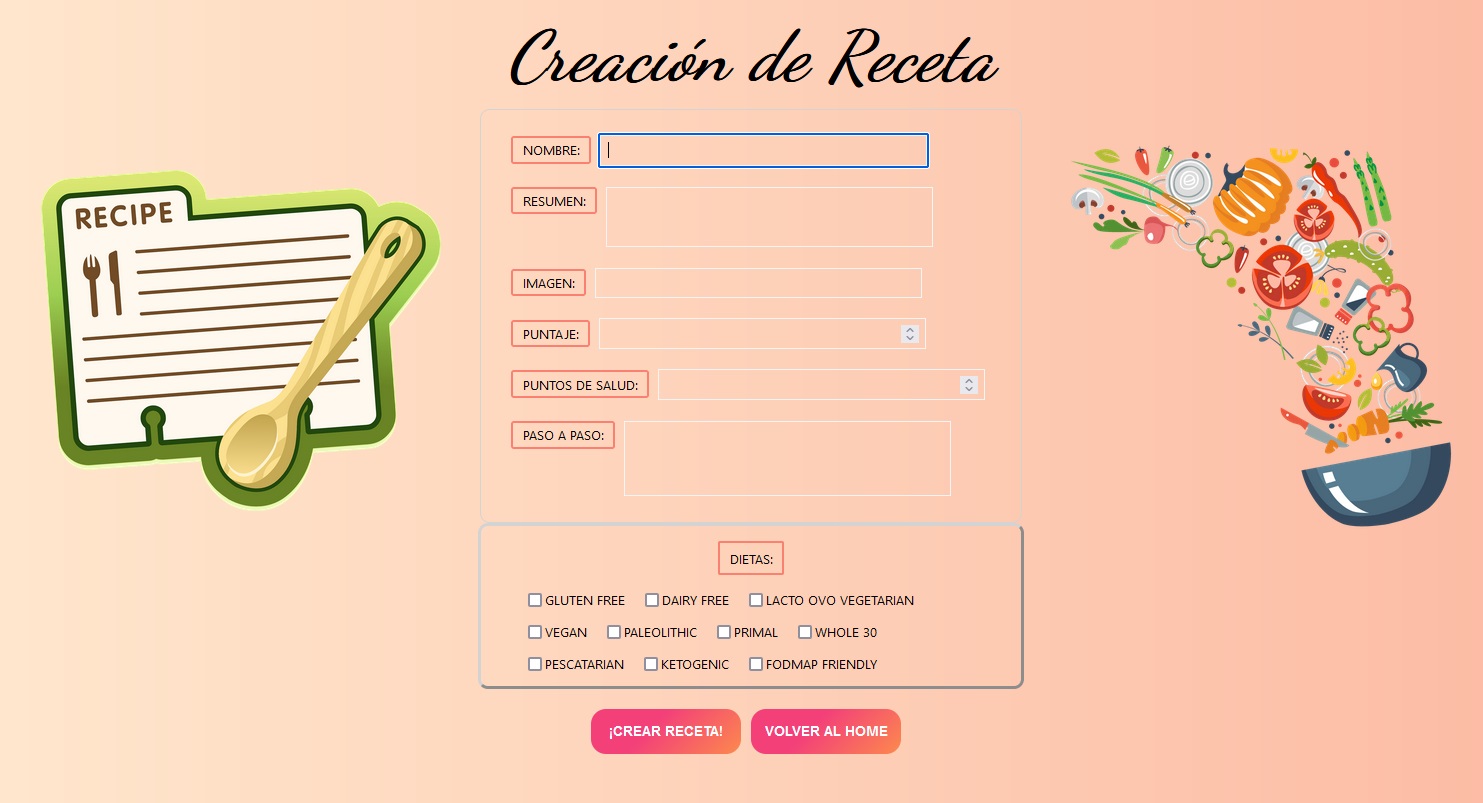 Creación de Receta
RECIPE
NOMBRE:
RESUMEN:
IMAGEN:
PUNTAJE:
PUNTOS DE SALUD:
PASO A PASO:
DIETAS:
GLUTEN FREE DAIRY FREE LACTO OVO VEGETARIAN
VEGAN PALEOLITHIC PRIMAL WHOLE 30
PESCATARIAN KETOGENIC FODMAP FRIENDLY
¡CREAR RECETA! VOLVER AL HOME